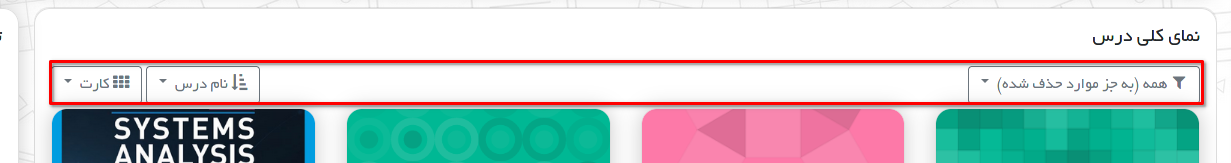 نمای کلی درس
همه (به جز موارد حذف شده)
نام درس
کارت
SYSTEMS
ANALYSIS